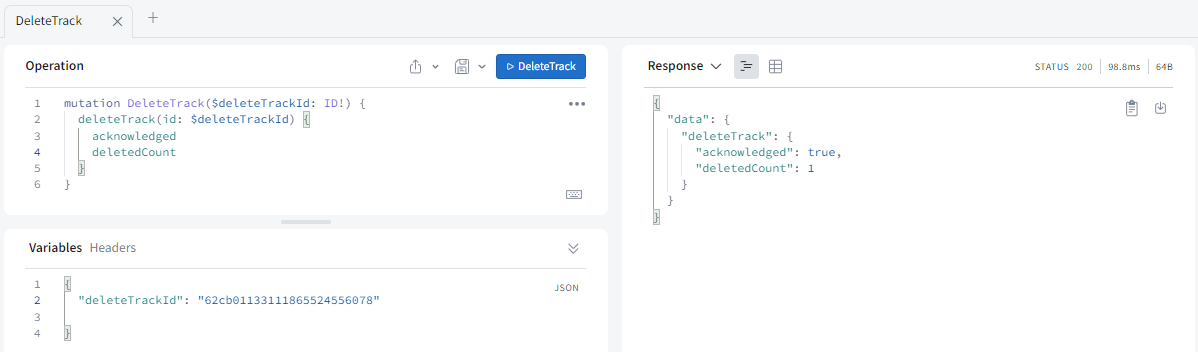 DeleteTrack
Operation
DeleteTrack
1 mutation DeleteTrack($deleteTrackId: ID!) {
2 deleteTrack(id: $deleteTrackId) {
3 acknowledged
4 deletedCount
5 }
6 }
Variables Headers
JSON
1 {
2 "deleteTrackId": "62cb01133111865524556078"
3
4 }
Response
STATUS 200 98.8ms 64B
{
"data": {
"deleteTrack": {
"acknowledged": true,
"deletedCount": 1
}
}
}